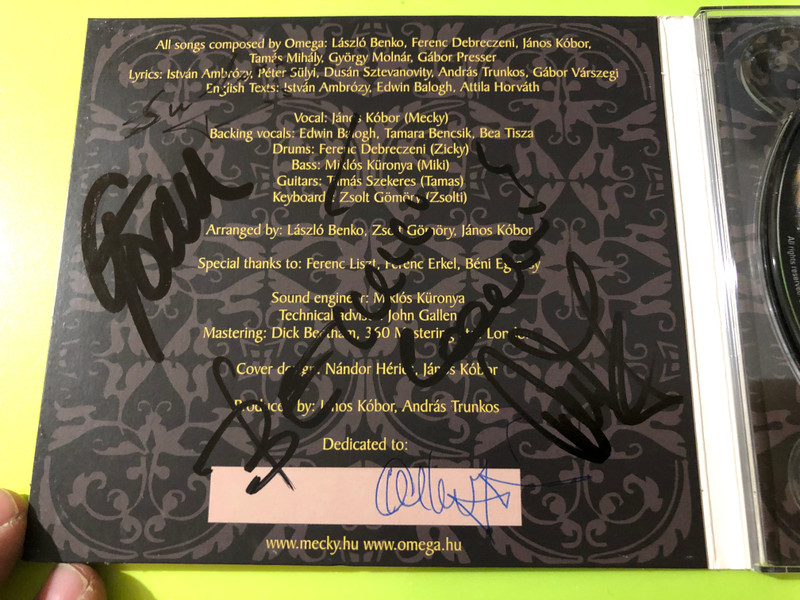 All songs composed by Omega: László Benko, Ferenc Debreczeni, János Kóbor,
Tamás Mihály, György Molnár, Gábor Presser
Lyrics: István Ambrózy, Péter Sülyi, Dusán Sztevanovity, András Trunkos, Gábor Várszegi
English Texts: István Ambrózy, Edwin Balogh, Attila Horváth
Vocal: János Kóbor (Mecky)
Backing vocals: Edwin Balogh, Tamara Bencsik, Bea Tisza
Drums: Ferenc Debreczeni (Zicky)
Bass: Miklós Küronya (Miki)
Guitars: Tamás Szekeres (Tamas)
Keyboards: Zsolt Gömöry (Zsolti)
Arranged by: László Benko, Zsolt Gömöry, János Kóbor
Special thanks to: Ferenc Liszt, Ferenc Erkel, Béni Egressy
Sound engineer: Miklós Küronya
Technical advisor: John Gallen
Mastering: Dick Beetham, 360 Mastering London
Cover design: Nándor Héries, János Kóbor
Produced by: János Kóbor, András Trunkos
Dedicated to:
www.mecky.hu www.omega.hu
All rights reserved